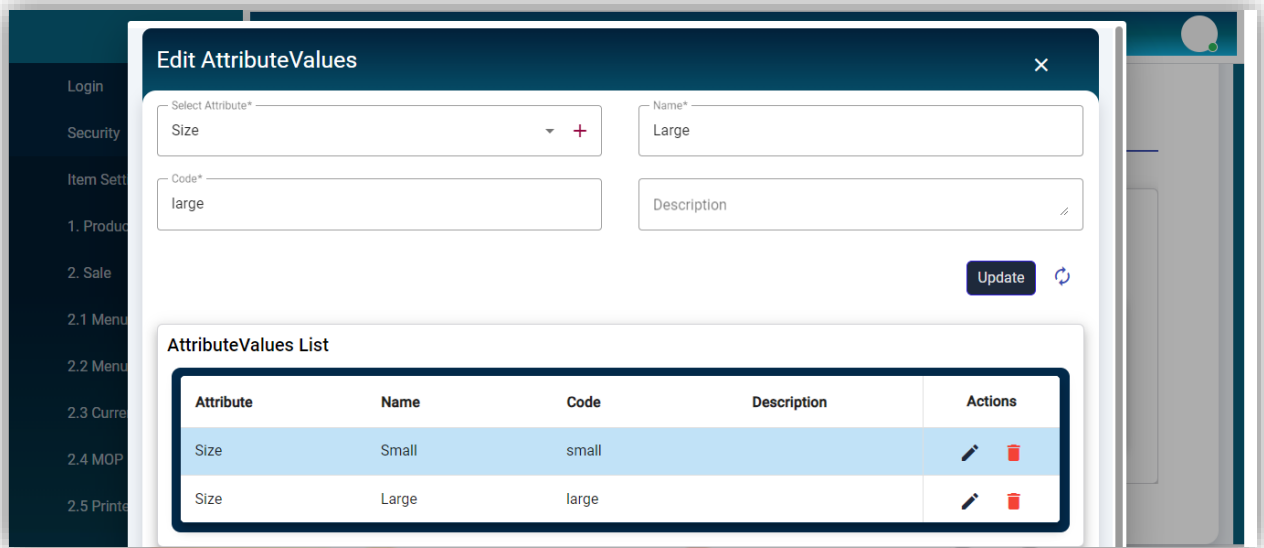 Edit AttributeValues
Login
Security
Item Sett
1. Produc
2. Sale
2.1 Menu
2.2 Menu
2.3 Curre
2.4 MOP
2.5 Printe
Select Attribute*
Size
Name*
Large
Code*
large
Description
Update
AttributeValues List
Attribute Name Code Description Actions
Size Small small
Size Large large